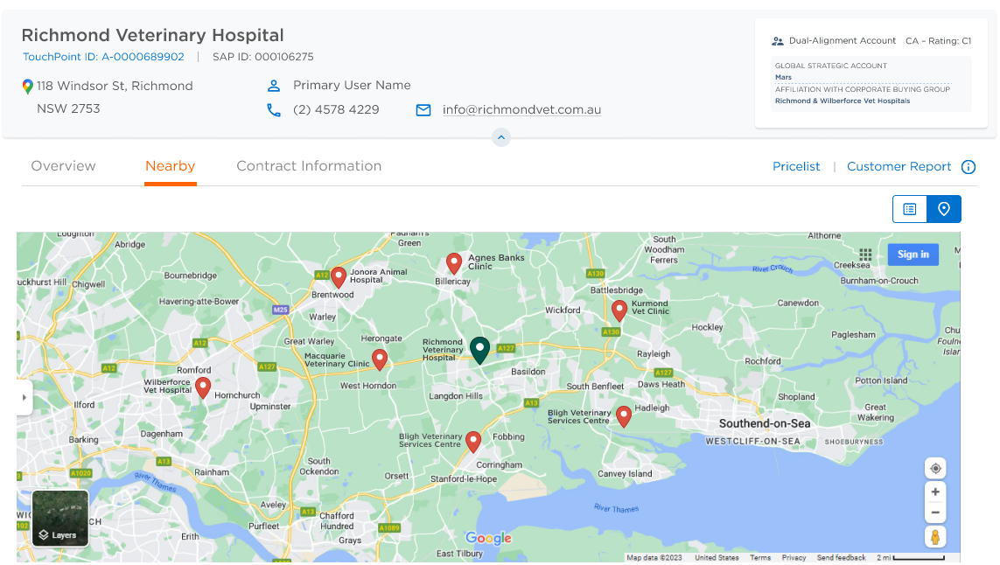 Richmond Veterinary Hospital
TouchPoint ID: A-0000689902 | SAP ID: 000106275
118 Windsor St, Richmond
NSW 2753
Primary User Name
(2) 4578 4229
info@richmondvet.com.au
Dual-Alignment Account CA – Rating: C1
GLOBAL STRATEGIC ACCOUNT
Mars
AFFILIATION WITH CORPORATE BUYING GROUP
Richmond & Wilberforce Vet Hospitals
Overview
Nearby
Contract Information
Pricelist | Customer Report
Loughton
Abridge
Padnam's
Green
South
Woodham
Ferrers
Althorne
Sign in
Agnes Banks
Clinic
Billericay
Jonora Animal
Hospital
A12
Brentwood
Bournebridge
A130
River Crouch
Creeksea
Burnham-on-Crouch
uckhurst Hill
Chigwell
Battlesbridge
Havering-atte-Bower
M25
Warley
Wickford
Kurmond
Vet Clinic
Canewdon
A130
Hockley
Paglesham
Great Warley
Herongate
A12
Richmond
Veterinary
Hospital
A127
Rayleigh
Rochford
Macquarie
Veterinary Clinic
A127
A12
Romford
Basildon
A127
Wilberforce
Vet Hospital
Hornchurch
West Horndon
South Benfleet
Daws Heath
Potton Island
Langdon Hills
Shopland
Ilford
Upminster
A13
Hadleigh
Great
Wakering
Bligh Veterinary
Services Centre
Southend-on-Sea
Dagenham
Barking
Bligh Veterinary
Services Centre
Fobbing
WESTCLIFF-ON-SEA
SHOEBURYNESS
A13
South
Ockendon
Corringham
Rainham
A1020
River Thames
Orsett
Stanford-le-Hope
Canvey Island
Aveley
A13
Chafford
Hundred
River Thames
Purfleet
A1089
Layers
Erith
Grays
Google
East Tilbury
Map data ©2023 United States Terms Privacy Send feedback 2 mi